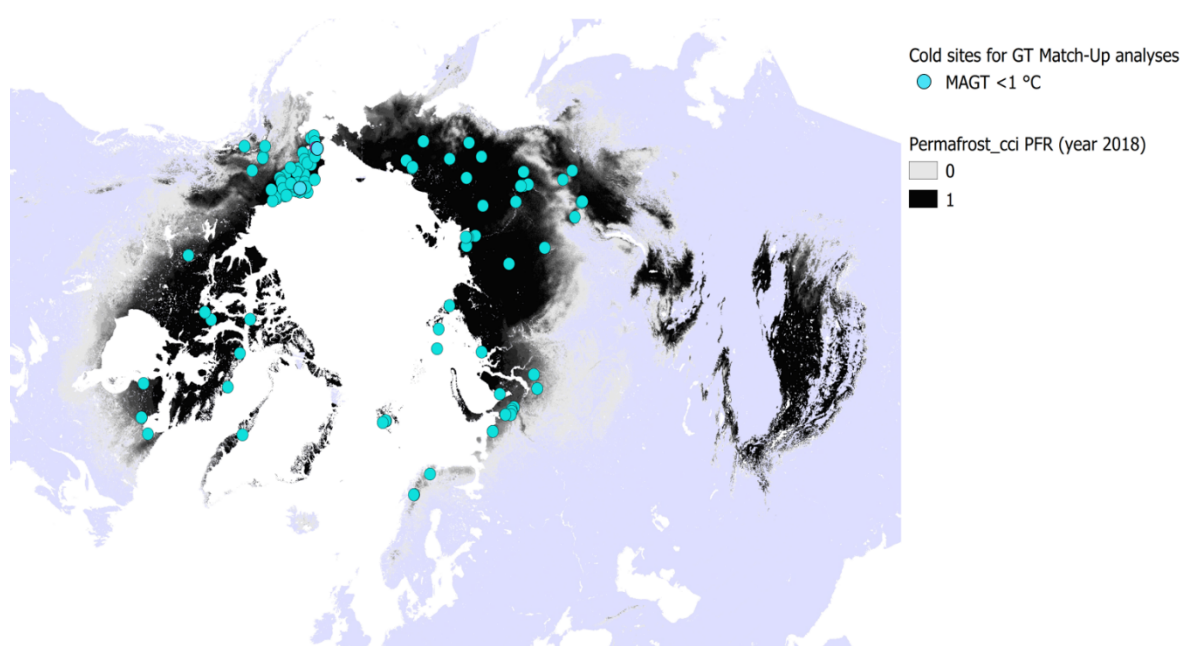 Cold sites for GT Match-Up analyses
MAGT <1 °C
Permafrost_cci PFR (year 2018)
0
1